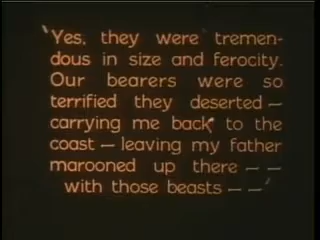 "Yes, they were tremen-
dous in size and ferocity.
Our bearers were so
terrified they deserted —
carrying me back to the
coast — leaving my father
marooned up there — —
with those beasts — —"